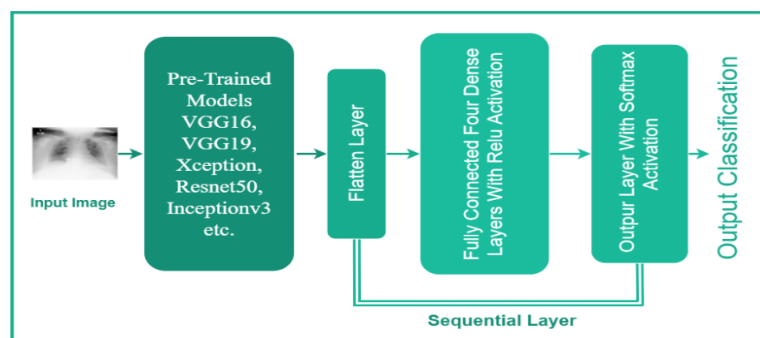 Input Image
Pre-Trained
Models
VGG16,
VGG19,
Xception,
Resnet50,
Inceptionv3
etc.
Flatten Layer
Fully Connected Four Dense
Layers With Relu Activation
Outpur Layer With Softmax
Activation
Output Classification
Sequential Layer